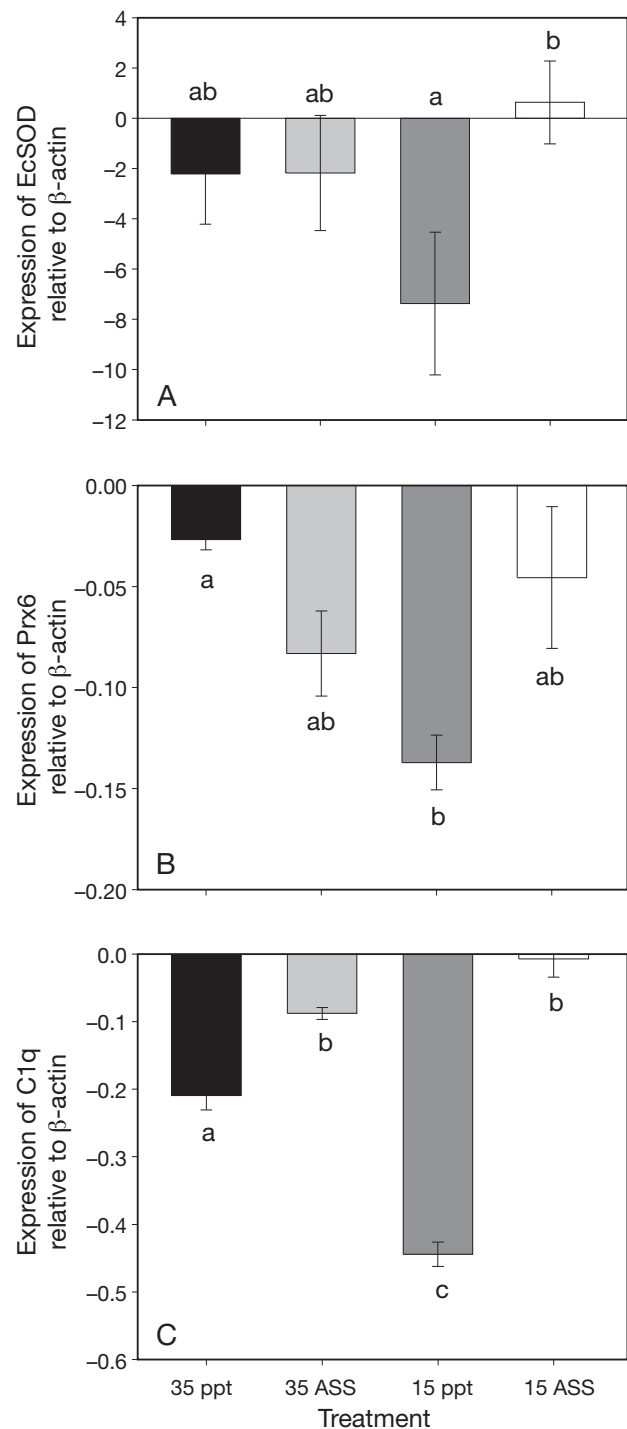 Expression of EcSOD
relative to β-actin
4
2
0
−2
−4
−6
−8
−10
−12
ab
ab
a
b
A
Expression of Prx6
relative to β-actin
0.00
−0.05
−0.10
−0.15
−0.20
a
ab
b
ab
B
Expression of C1q
relative to β-actin
0.0
−0.1
−0.2
−0.3
−0.4
−0.5
−0.6
a
b
c
b
C
35 ppt
35 ASS
15 ppt
15 ASS
Treatment